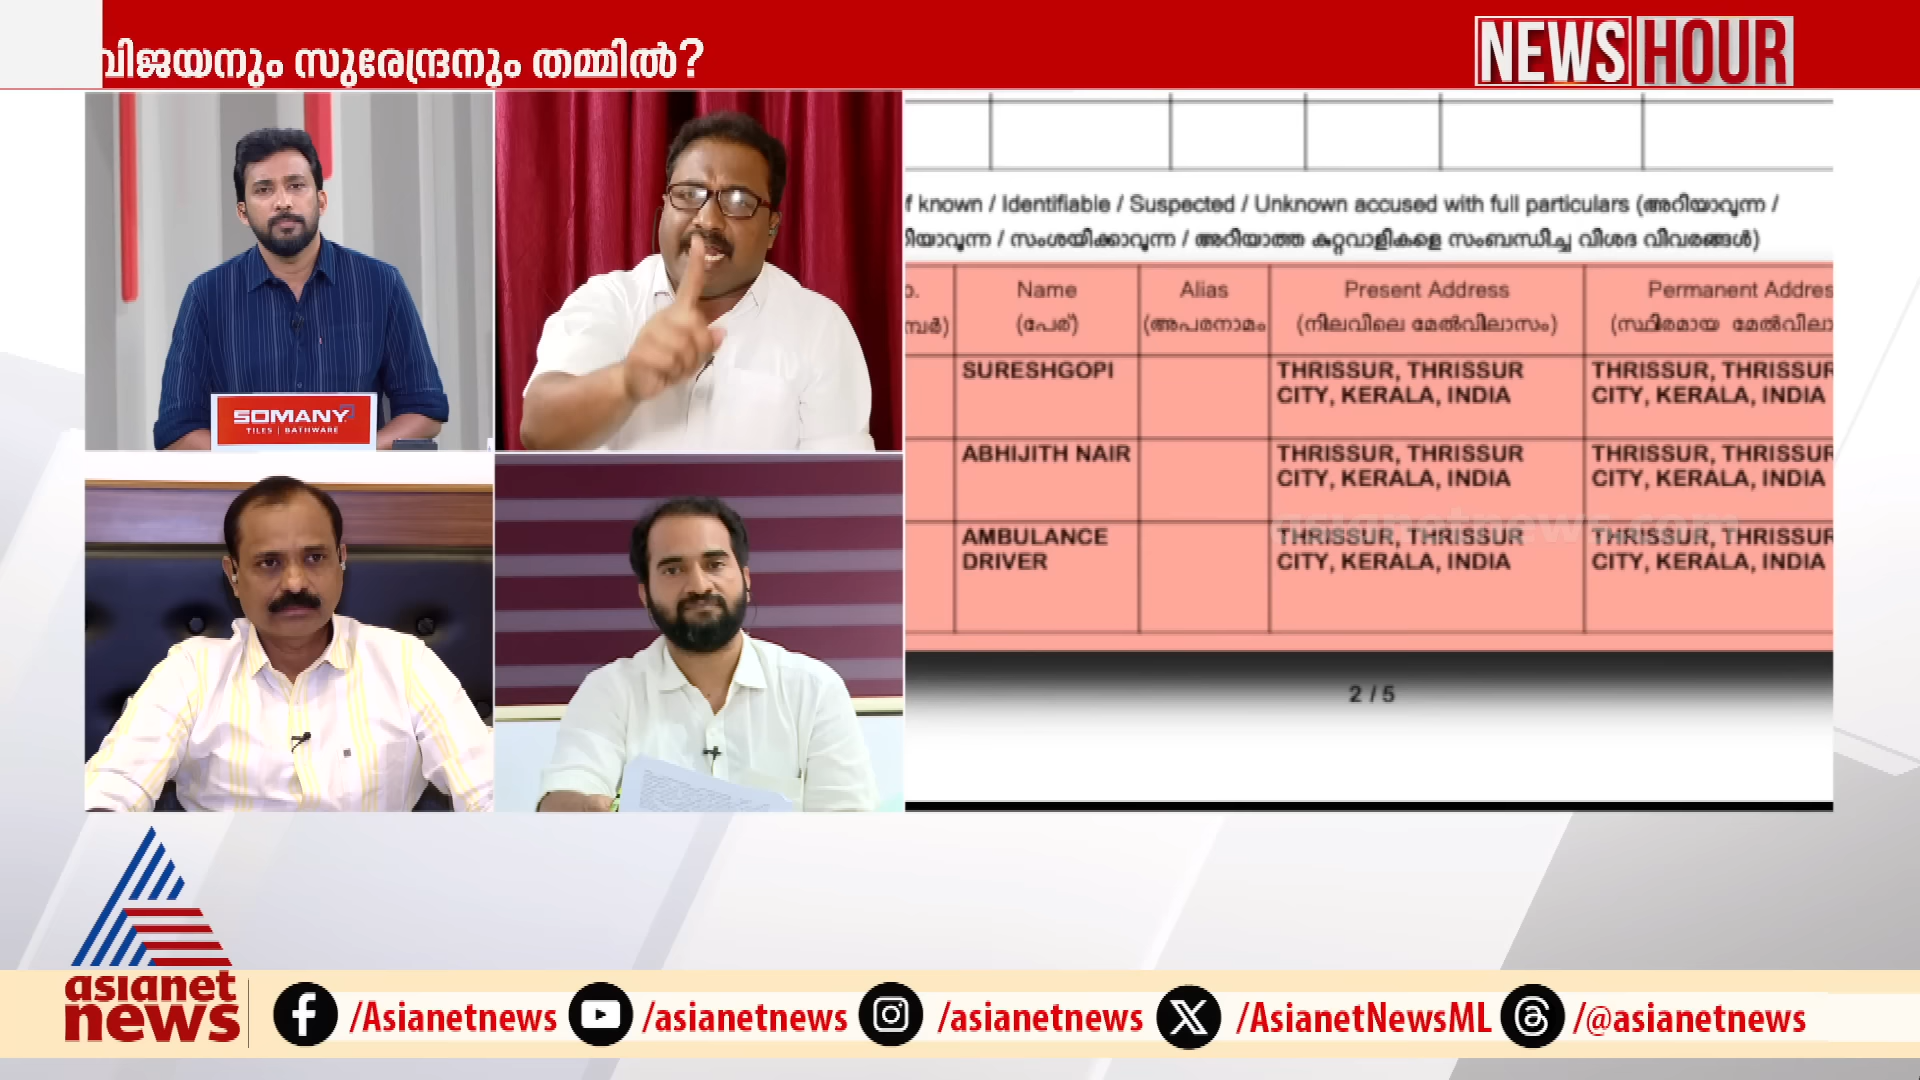 വിജയനും സുരേന്ദ്രനും തമ്മിൽ?
NEWS HOUR
SOMANY
TILES | BATHWARE
f known / Identifiable / Suspected / Unknown accused with full particulars (അറിയാവുന്ന /
റിയാവുന്ന / സംശയിക്കാവുന്ന / അറിയാത്ത കുറ്റവാളികളെ സംബന്ധിച്ച വിശദ വിവരങ്ങൾ)
Name Alias Present Address Permanent Addres
(പേര്) (അപരനാമം (നിലവിലെ മേൽവിലാസം) (സ്ഥിരമായ മേൽവിലാ
SURESHGOPI THRISSUR, THRISSUR THRISSUR, THRISSUR
CITY, KERALA, INDIA CITY, KERALA, INDIA
ABHIJITH NAIR THRISSUR, THRISSUR THRISSUR, THRISSUR
CITY, KERALA, INDIA CITY, KERALA, INDIA
asianetnews.com
AMBULANCE THRISSUR, THRISSUR THRISSUR, THRISSUR
DRIVER CITY, KERALA, INDIA CITY, KERALA, INDIA
2 / 5
asianet
news
/Asianetnews /asianetnews /asianetnews /AsianetNewsML /@asianetnews